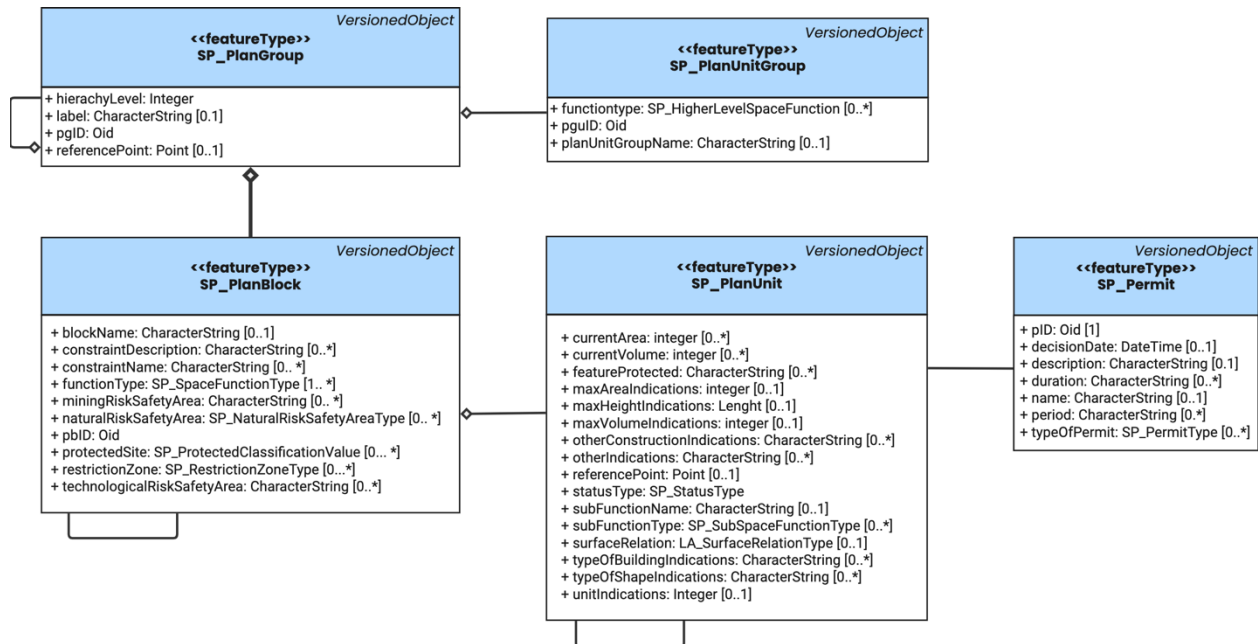 VersionedObject
<<featureType>>
SP_PlanGroup
+ hierachyLevel: Integer
+ label: CharacterString [0.1]
+ pgID: Oid
+ referencePoint: Point [0..1]
VersionedObject
<<featureType>>
SP_PlanUnitGroup
+ functiontype: SP_HigherLevelSpaceFunction [0..*]
+ pguID: Oid
+ planUnitGroupName: CharacterString [0..1]
VersionedObject
<<featureType>>
SP_PlanBlock
+ blockName: CharacterString [0..1]
+ constraintDescription: CharacterString [0..*]
+ constraintName: CharacterString [0.. *]
+ functionType: SP_SpaceFunctionType [1.. *]
+ miningRiskSafetyArea: CharacterString [0..*]
+ naturalRiskSafetyArea: SP_NaturalRiskSafetyAreaType [0.. *]
+ pbID: Oid
+ protectedSite: SP_ProtectedClassificationValue [0... *]
+ restrictionZone: SP_RestrictionZoneType [0...*]
+ technologicalRiskSafetyArea: CharacterString [0..*]
VersionedObject
<<featureType>>
SP_PlanUnit
+ currentArea: integer [0..*]
+ currentVolume: integer [0..*]
+ featureProtected: CharacterString [0..*]
+ maxAreaIndications: integer [0..1]
+ maxHeightIndications: Lenght [0..1]
+ maxVolumeIndications: integer [0..1]
+ otherConstructionIndications: CharacterString [0..*]
+ otherIndications: CharacterString [0..*]
+ referencePoint: Point [0..1]
+ statusType: SP_StatusType
+ subFunctionName: CharacterString [0..1]
+ subFunctionType: SP_SubSpaceFunctionType [0..*]
+ surfaceRelation: LA_SurfaceRelationType [0..1]
+ typeOfBuildingIndications: CharacterString [0..*]
+ typeOfShapeIndications: CharacterString [0..*]
+ unitIndications: Integer [0..1]
VersionedObject
<<featureType>>
SP_Permit
+ pID: Oid [1]
+ decisionDate: DateTime [0..1]
+ description: CharacterString [0.1]
+ duration: CharacterString [0..*]
+ name: CharacterString [0..1]
+ period: CharacterString [0.*]
+ typeOfPermit: SP_PermitType [0..*]